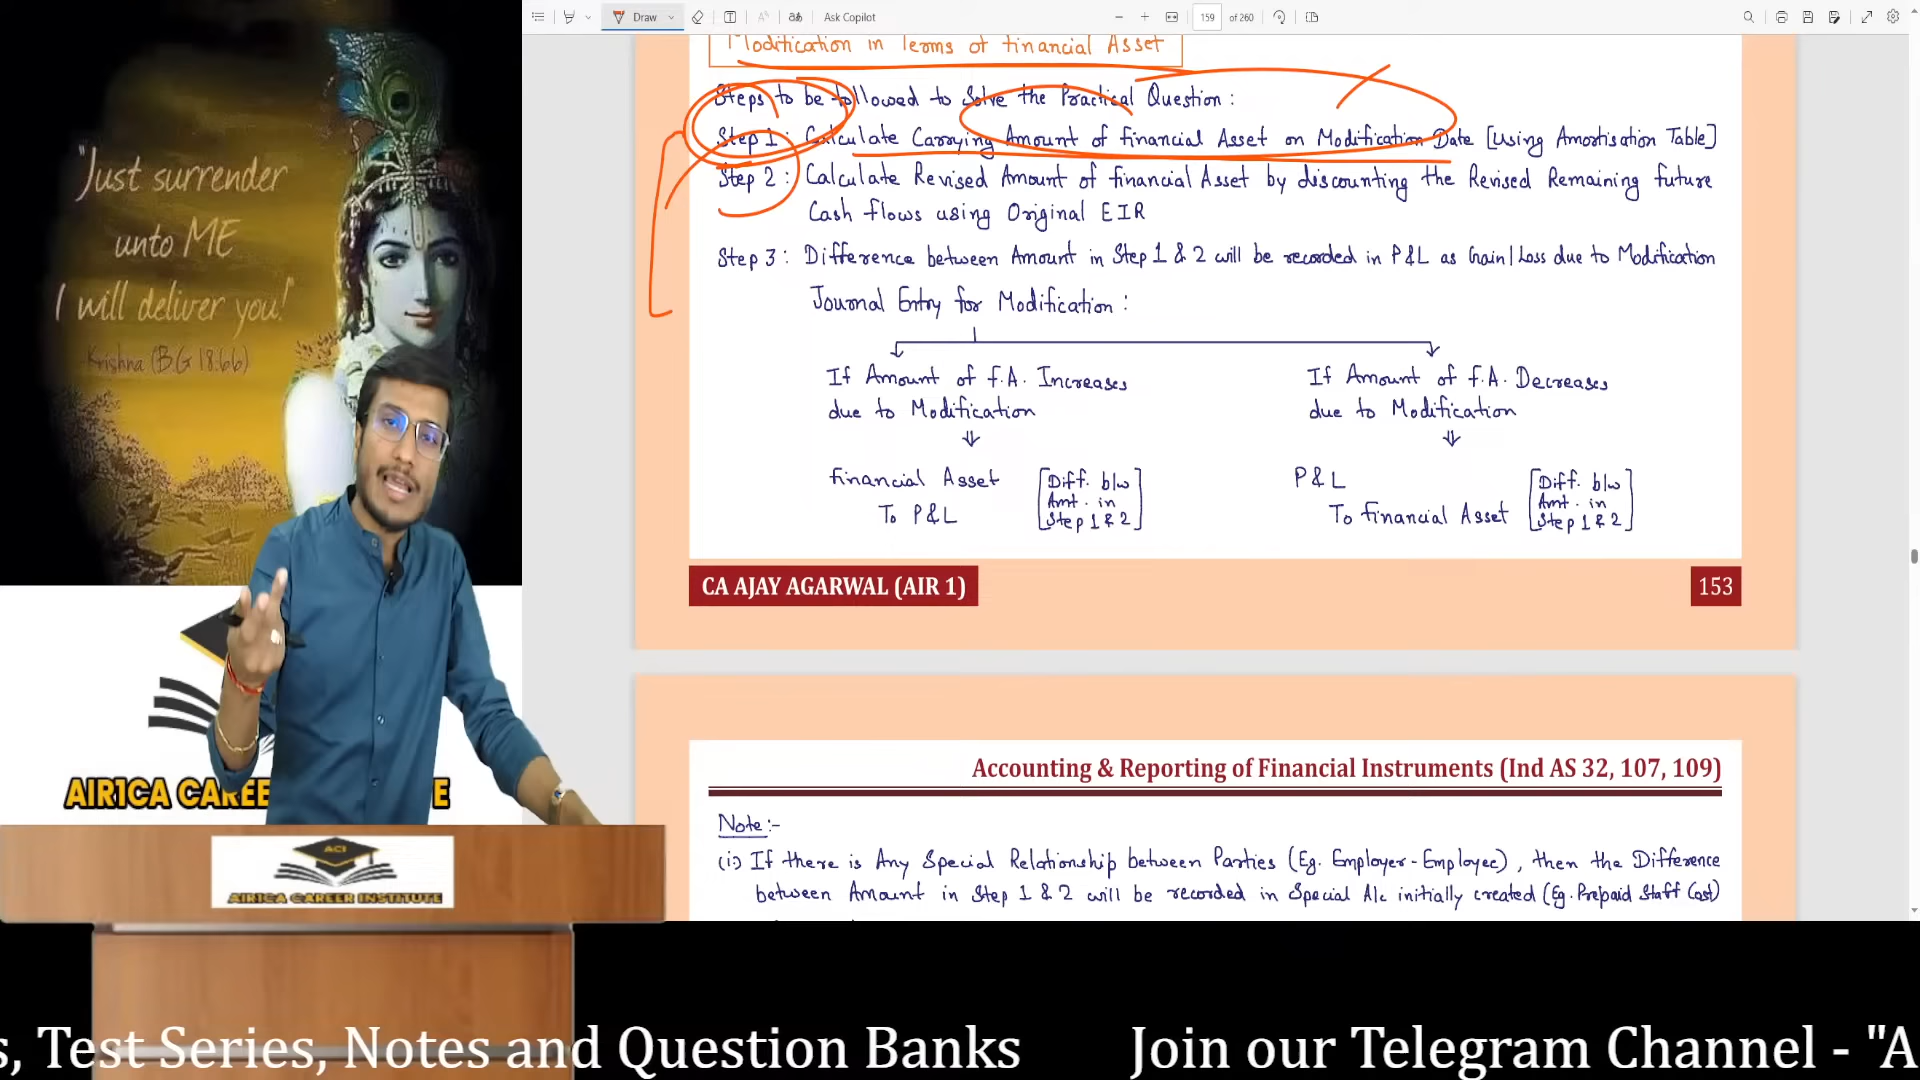 "Just surrender
unto ME
I will deliver you!"
Krishna (B.G 18:66)
Draw
Ask Copilot
159 of 260
Modification in Terms of financial Asset
Steps to be followed to Solve the Practical Question :
Step 1 : Calculate Carrying Amount of financial Asset on Modification Date [Using Amortisation Table]
Step 2 : Calculate Revised Amount of financial Asset by discounting the Revised Remaining future
Cash flows using Original EIR
Step 3 : Difference between Amount in Step 1 & 2 will be recorded in P&L as Gain/Loss due to Modification
Journal Entry for Modification :
If Amount of f.A. Increases
due to Modification
If Amount of f.A. Decreases
due to Modification
financial Asset
To P&L
[Diff. b/w
Amt. in
Step 1 & 2]
P&L
To financial Asset
[Diff. b/w
Amt. in
Step 1 & 2]
CA AJAY AGARWAL (AIR 1)
153
Accounting & Reporting of Financial Instruments (Ind AS 32, 107, 109)
Note :-
(i) If there is Any Special Relationship between Parties (Eg. Employer-Employee), then the Difference
between Amount in Step 1 & 2 will be recorded in Special A/c initially created (Eg. Prepaid Staff Cost)
AIR1CA CAREE
E
ACI
AIR1CA CAREER INSTITUTE
s, Test Series, Notes and Question Banks
Join our Telegram Channel - "A